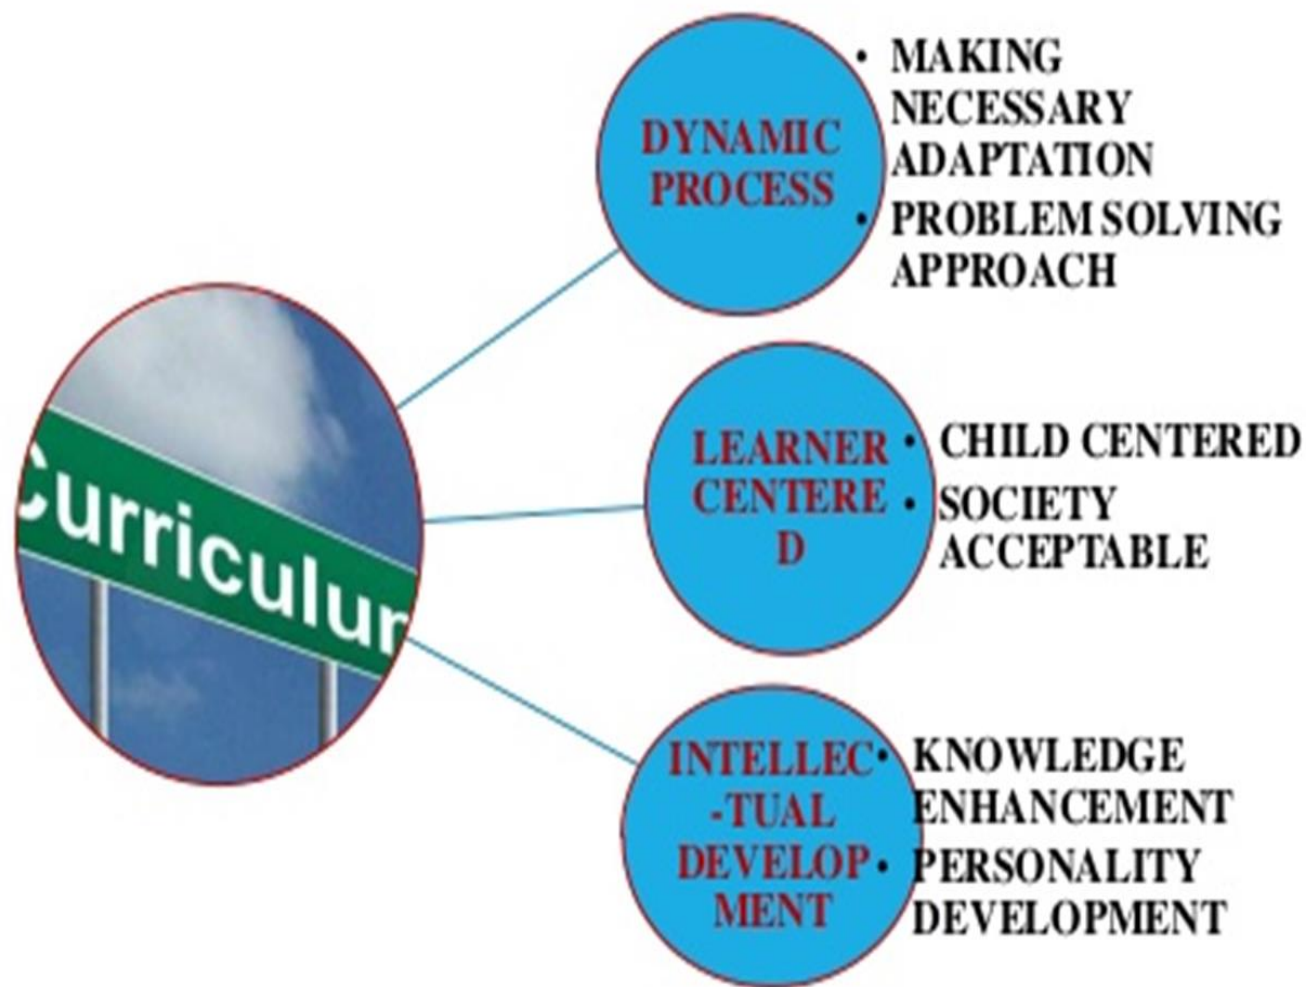 Curriculum
DYNAMIC
PROCESS
• MAKING
NECESSARY
ADAPTATION
• PROBLEM SOLVING
APPROACH
LEARNER
CENTERE
D
• CHILD CENTERED
• SOCIETY
ACCEPTABLE
INTELLEC
-TUAL
DEVELOP
MENT
• KNOWLEDGE
ENHANCEMENT
• PERSONALITY
DEVELOPMENT